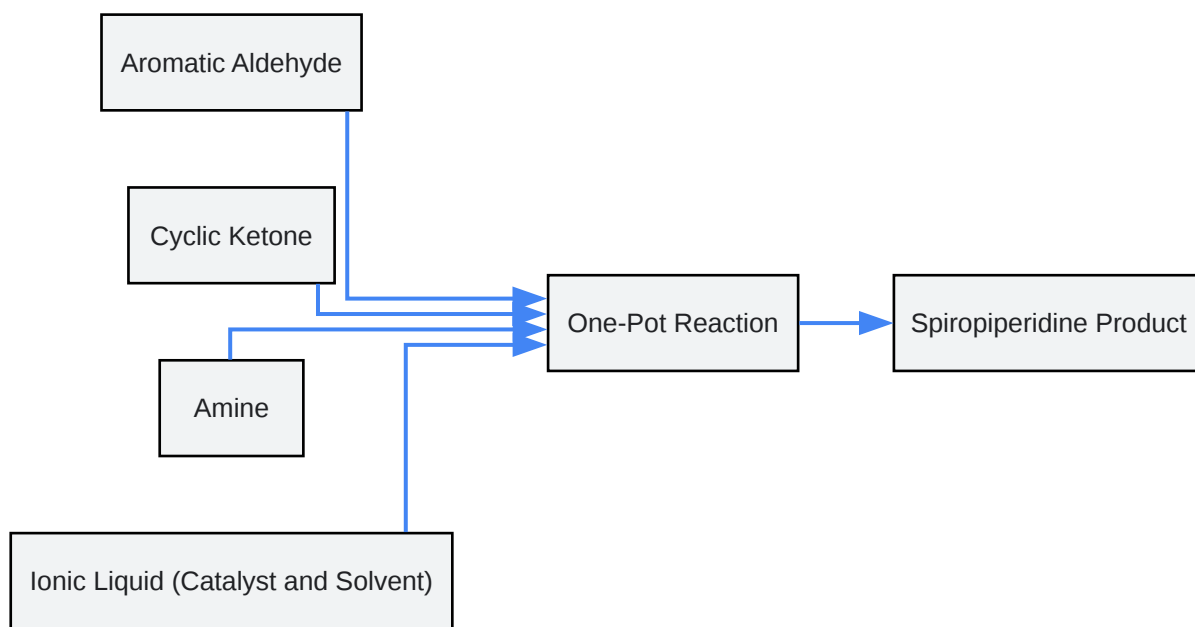 Aromatic Aldehyde
Cyclic Ketone
Amine
Ionic Liquid (Catalyst and Solvent)
One-Pot Reaction
Spiropiperidine Product